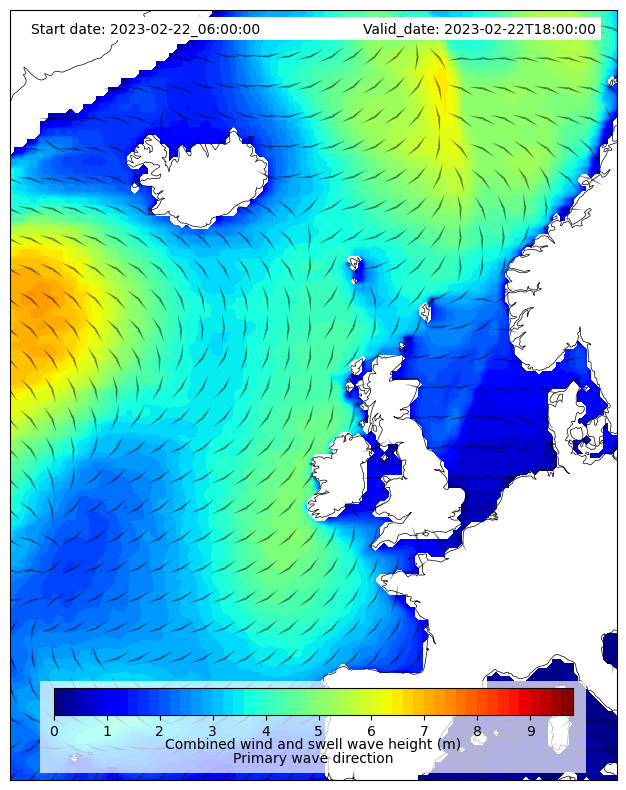 Start date: 2023-02-22_06:00:00 Valid_date: 2023-02-22T18:00:00
0 1 2 3 4 5 6 7 8 9
Combined wind and swell wave height (m)
Primary wave direction